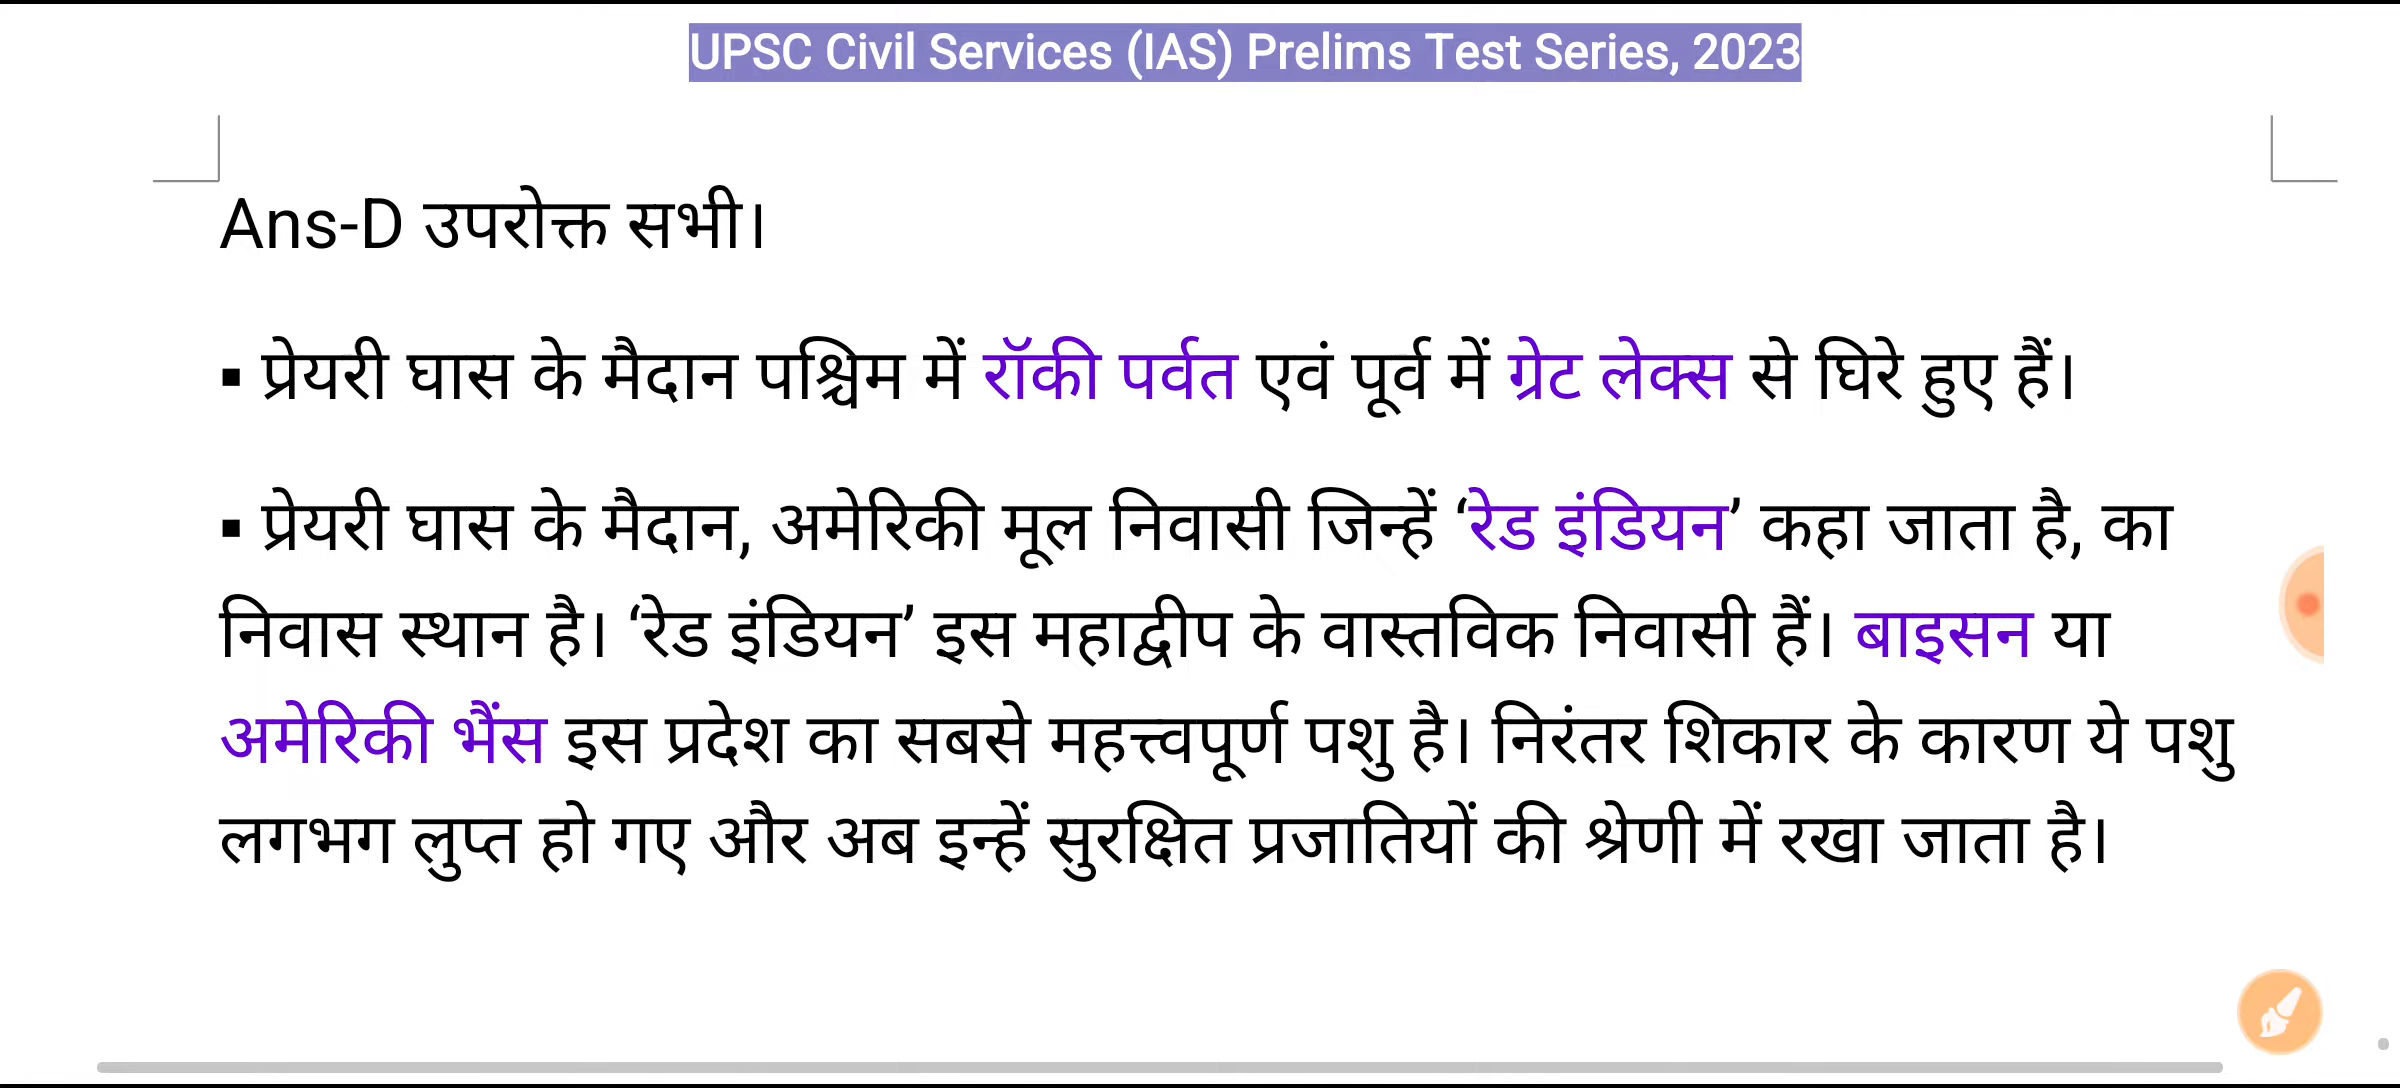 UPSC Civil Services (IAS) Prelims Test Series, 2023
Ans-D उपरोक्त सभी।
▪ प्रेयरी घास के मैदान पश्चिम में रॉकी पर्वत एवं पूर्व में ग्रेट लेक्स से घिरे हुए हैं।
▪ प्रेयरी घास के मैदान, अमेरिकी मूल निवासी जिन्हें ‘रेड इंडियन’ कहा जाता है, का
निवास स्थान है। ‘रेड इंडियन’ इस महाद्वीप के वास्तविक निवासी हैं। बाइसन या
अमेरिकी भैंस इस प्रदेश का सबसे महत्त्वपूर्ण पशु है। निरंतर शिकार के कारण ये पशु
लगभग लुप्त हो गए और अब इन्हें सुरक्षित प्रजातियों की श्रेणी में रखा जाता है।